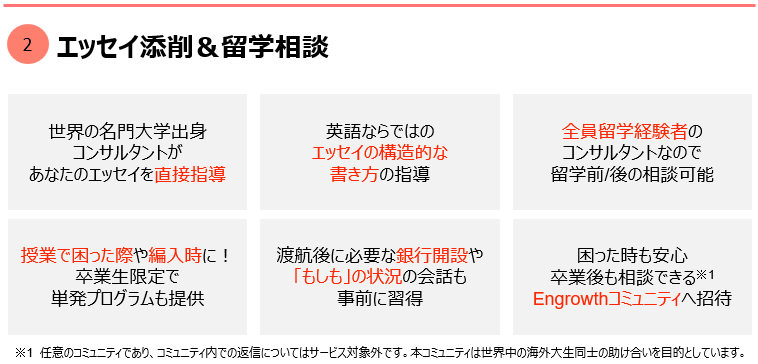 2 エッセイ添削＆留学相談
世界の名門大学出身
コンサルタントが
あなたのエッセイを直接指導
英語ならではの
エッセイの構造的な
書き方の指導
全員留学経験者の
コンサルタントなので
留学前/後の相談可能
授業で困った際や編入時に！
卒業生限定で
単発プログラムも提供
渡航後に必要な銀行開設や
「もしも」の状況の会話も
事前に習得
困った時も安心
卒業後も相談できる※1
Engrowthコミュニティへ招待
※1 任意のコミュニティであり、コミュニティ内での返信についてはサービス対象外です。本コミュニティは世界中の海外大生同士の助け合いを目的としています。